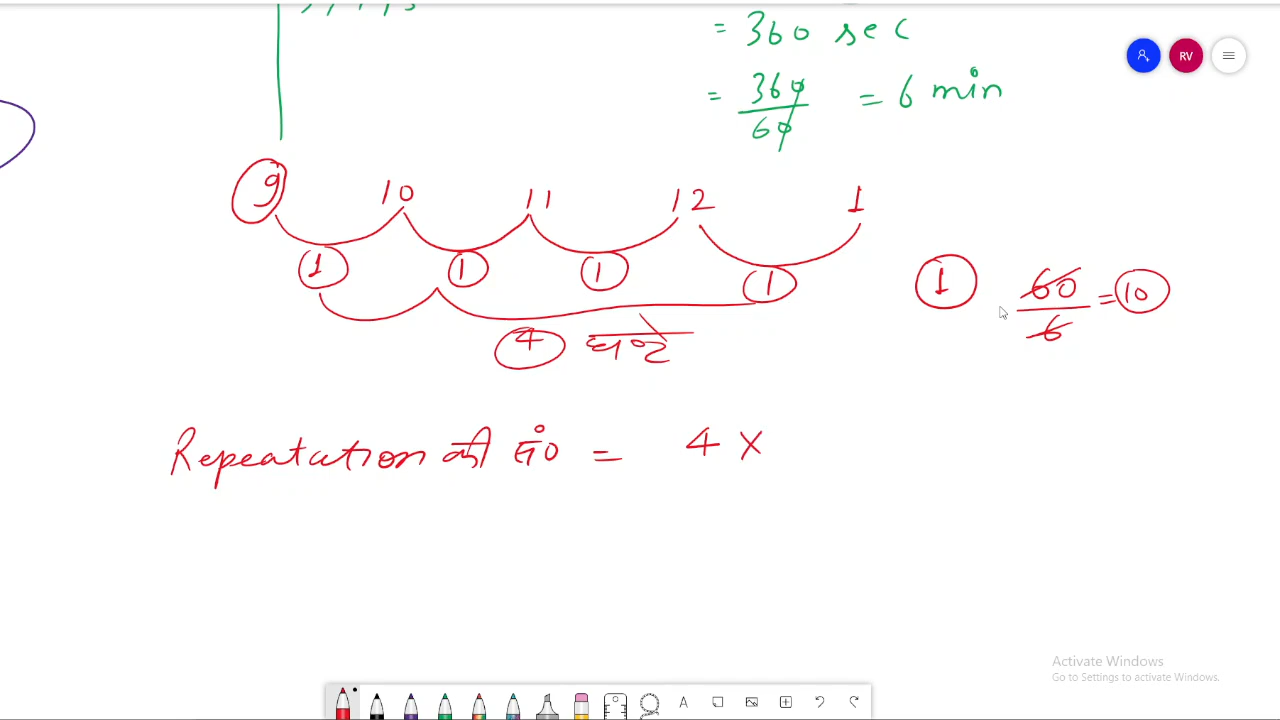 = 360 sec
= 360/60 = 6 min
RV
9 10 11 12 1
1 1 1 1
1 60/6 = 10
4 घण्टे
Repeatation की नं० = 4 ×
Activate Windows
Go to Settings to activate Windows.
A